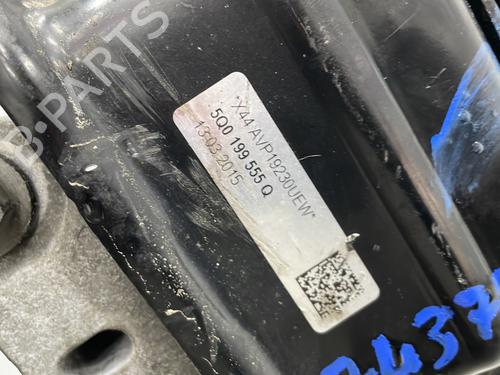 B-PARTS
*X44 AVP19230UEW*
5Q0 199 555 Q
13.03.2015